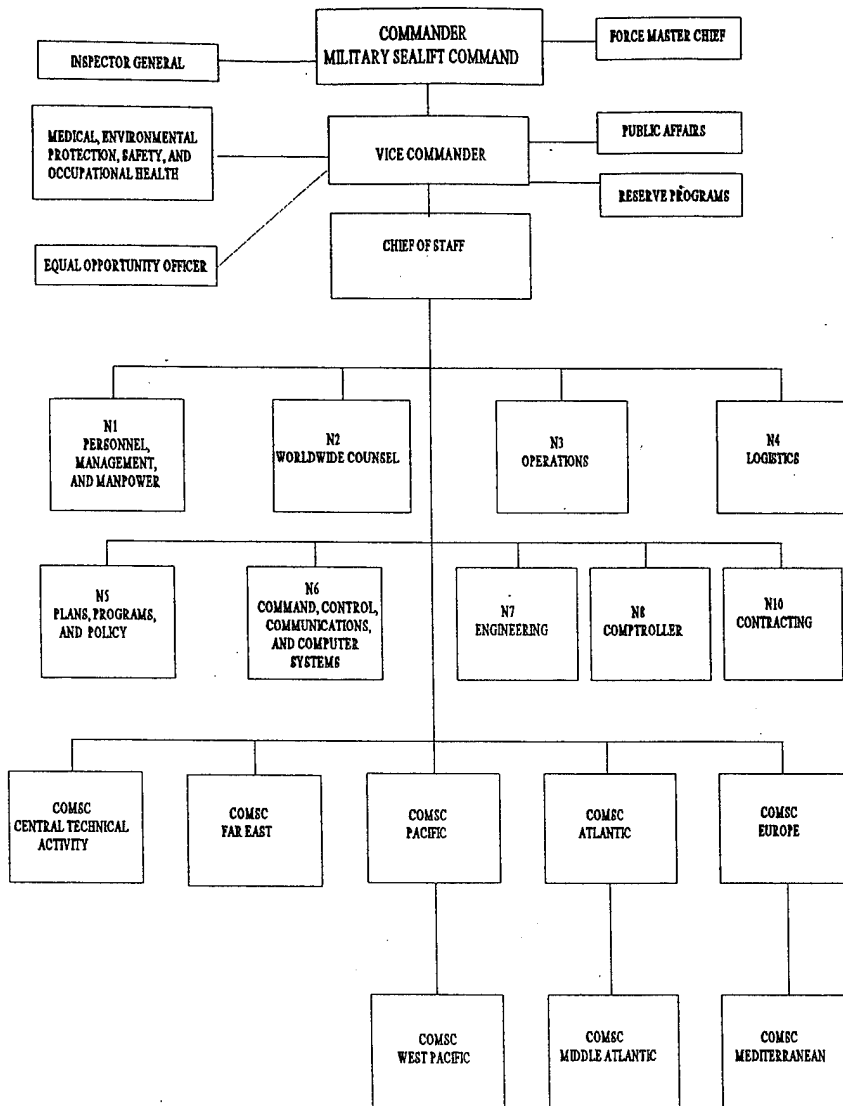 COMMANDER
MILITARY SEALIFT COMMAND
FORCE MASTER CHIEF
INSPECTOR GENERAL
MEDICAL, ENVIRONMENTAL
PROTECTION, SAFETY, AND
OCCUPATIONAL HEALTH
VICE COMMANDER
PUBLIC AFFAIRS
RESERVE PROGRAMS
EQUAL OPPORTUNITY OFFICER
CHIEF OF STAFF
N1
PERSONNEL,
MANAGEMENT,
AND MANPOWER
N2
WORLDWIDE COUNSEL
N3
OPERATIONS
N4
LOGISTICS
N5
PLANS, PROGRAMS,
AND POLICY
N6
COMMAND, CONTROL,
COMMUNICATIONS,
AND COMPUTER
SYSTEMS
N7
ENGINEERING
N8
COMPTROLLER
N10
CONTRACTING
COMSC
CENTRAL TECHNICAL
ACTIVITY
COMSC
FAR EAST
COMSC
PACIFIC
COMSC
ATLANTIC
COMSC
EUROPE
COMSC
WEST PACIFIC
COMSC
MIDDLE ATLANTIC
COMSC
MEDITERRANEAN